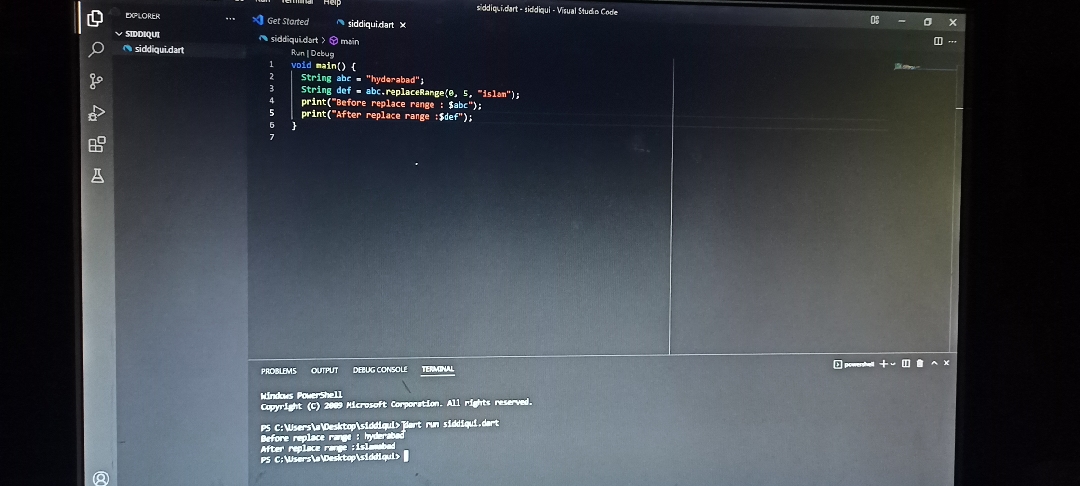 Terminal Help
siddiqui.dart - siddiqui - Visual Studio Code
EXPLORER
SIDDIQUI
siddiqui.dart
Get Started
siddiqui.dart
siddiqui.dart > main
Run | Debug
1 void main() {
2 String abc = "hyderabad";
3 String def = abc.replaceRange(0, 5, "islam");
4 print("Before replace range : $abc");
5 print("After replace range :$def");
6 }
7
PROBLEMS OUTPUT DEBUG CONSOLE TERMINAL
powershell
Windows PowerShell
Copyright (C) 2009 Microsoft Corporation. All rights reserved.
PS C:\Users\a\Desktop\siddiqui> dart run siddiqui.dart
Before replace range : hyderabad
After replace range :islamabad
PS C:\Users\a\Desktop\siddiqui>